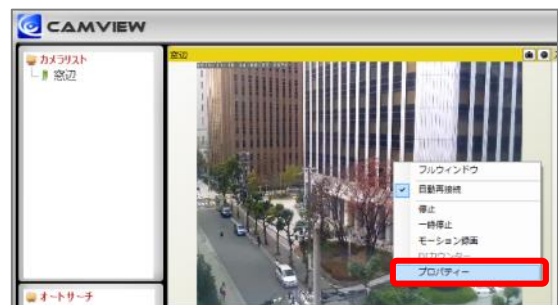 CAMVIEW
カメラリスト
窓辺
窓辺
フルウィンドウ
自動再接続
停止
一時停止
モーション録画
プロパティー
オートサーチ